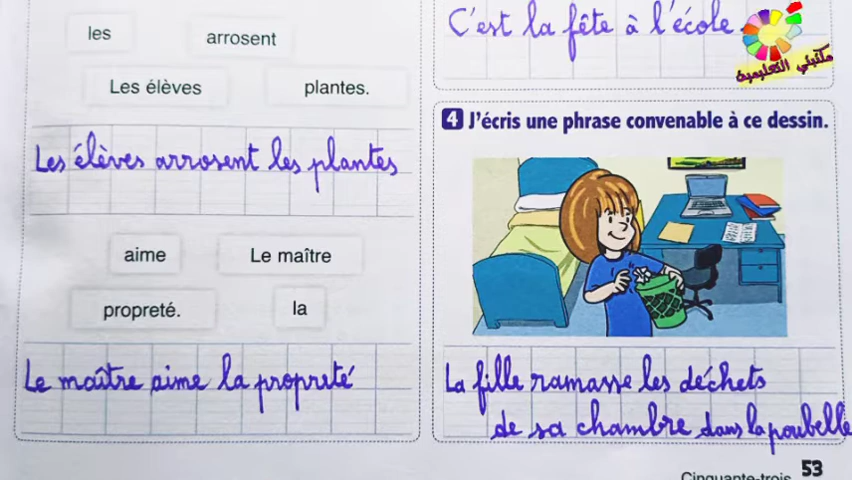 les
arrosent
Les élèves
plantes.
Les élèves arrosent les plantes
aime
Le maître
propreté.
la
Le maître aime la propreté
C'est la fête à l'école.
مكتبتي التعليمية
4 J'écris une phrase convenable à ce dessin.
La fille ramasse les déchets
de sa chambre dans la poubelle
Cinquante-trois 53